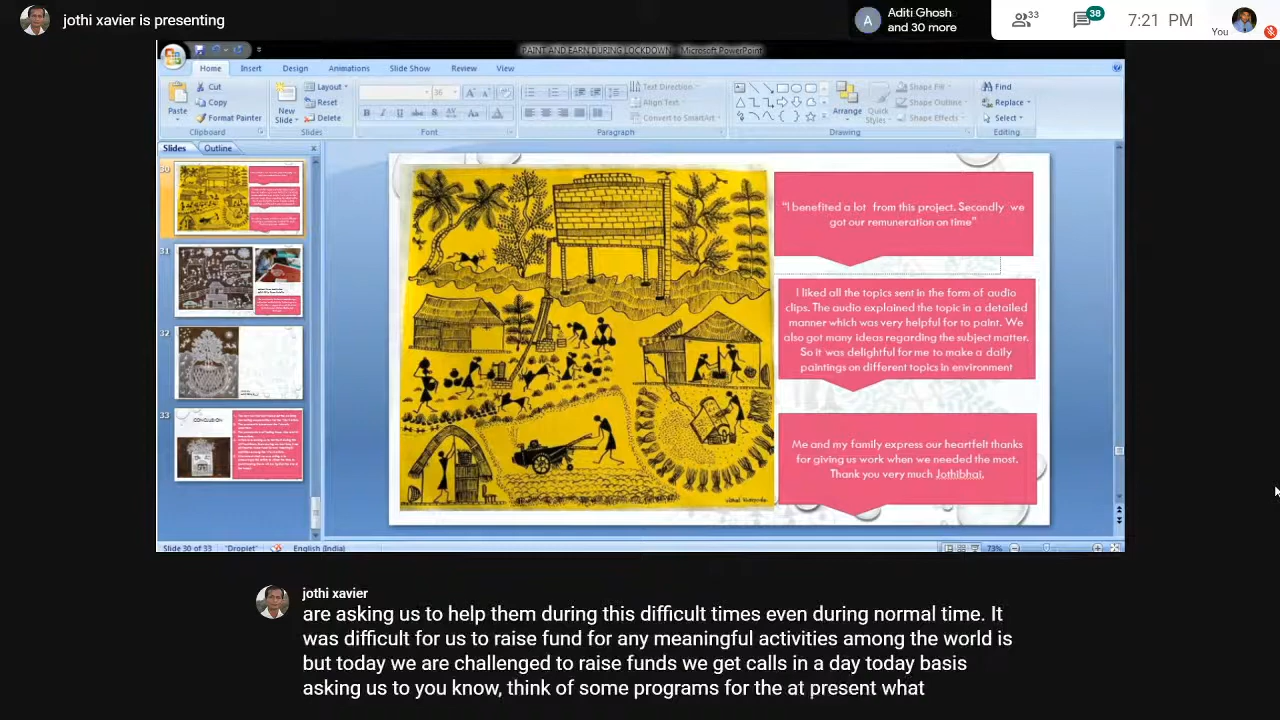 jothi xavier is presenting
A
Aditi Ghosh
and 30 more
33
38
7:21 PM
You
PAINT AND EARN DURING LOCKDOWN - Microsoft PowerPoint
Home
Insert
Design
Animations
Slide Show
Review
View
Paste
Cut
Copy
Format Painter
Clipboard
New
Slide
Layout
Reset
Delete
Slides
36
Font
Text Direction
Align Text
Convert to SmartArt
Paragraph
Arrange
Quick
Styles
Shape Fill
Shape Outline
Shape Effects
Drawing
Find
Replace
Select
Editing
Slides
Outline
30
31
32
33
CONCLUSION
"I benefited a lot from this project. Secondly we
got our remuneration on time"
I liked all the topics sent in the form of audio
clips. The audio explained the topic in a detailed
manner which was very helpful for to paint. We
also got many ideas regarding the subject matter.
So it was delightful for me to make a daily
paintings on different topics in environment
Me and my family express our heartfelt thanks
for giving us work when we needed the most.
Thank you very much Jothibhai.
Slide 30 of 33
"Droplet"
English (India)
73%
jothi xavier
are asking us to help them during this difficult times even during normal time. It
was difficult for us to raise fund for any meaningful activities among the world is
but today we are challenged to raise funds we get calls in a day today basis
asking us to you know, think of some programs for the at present what